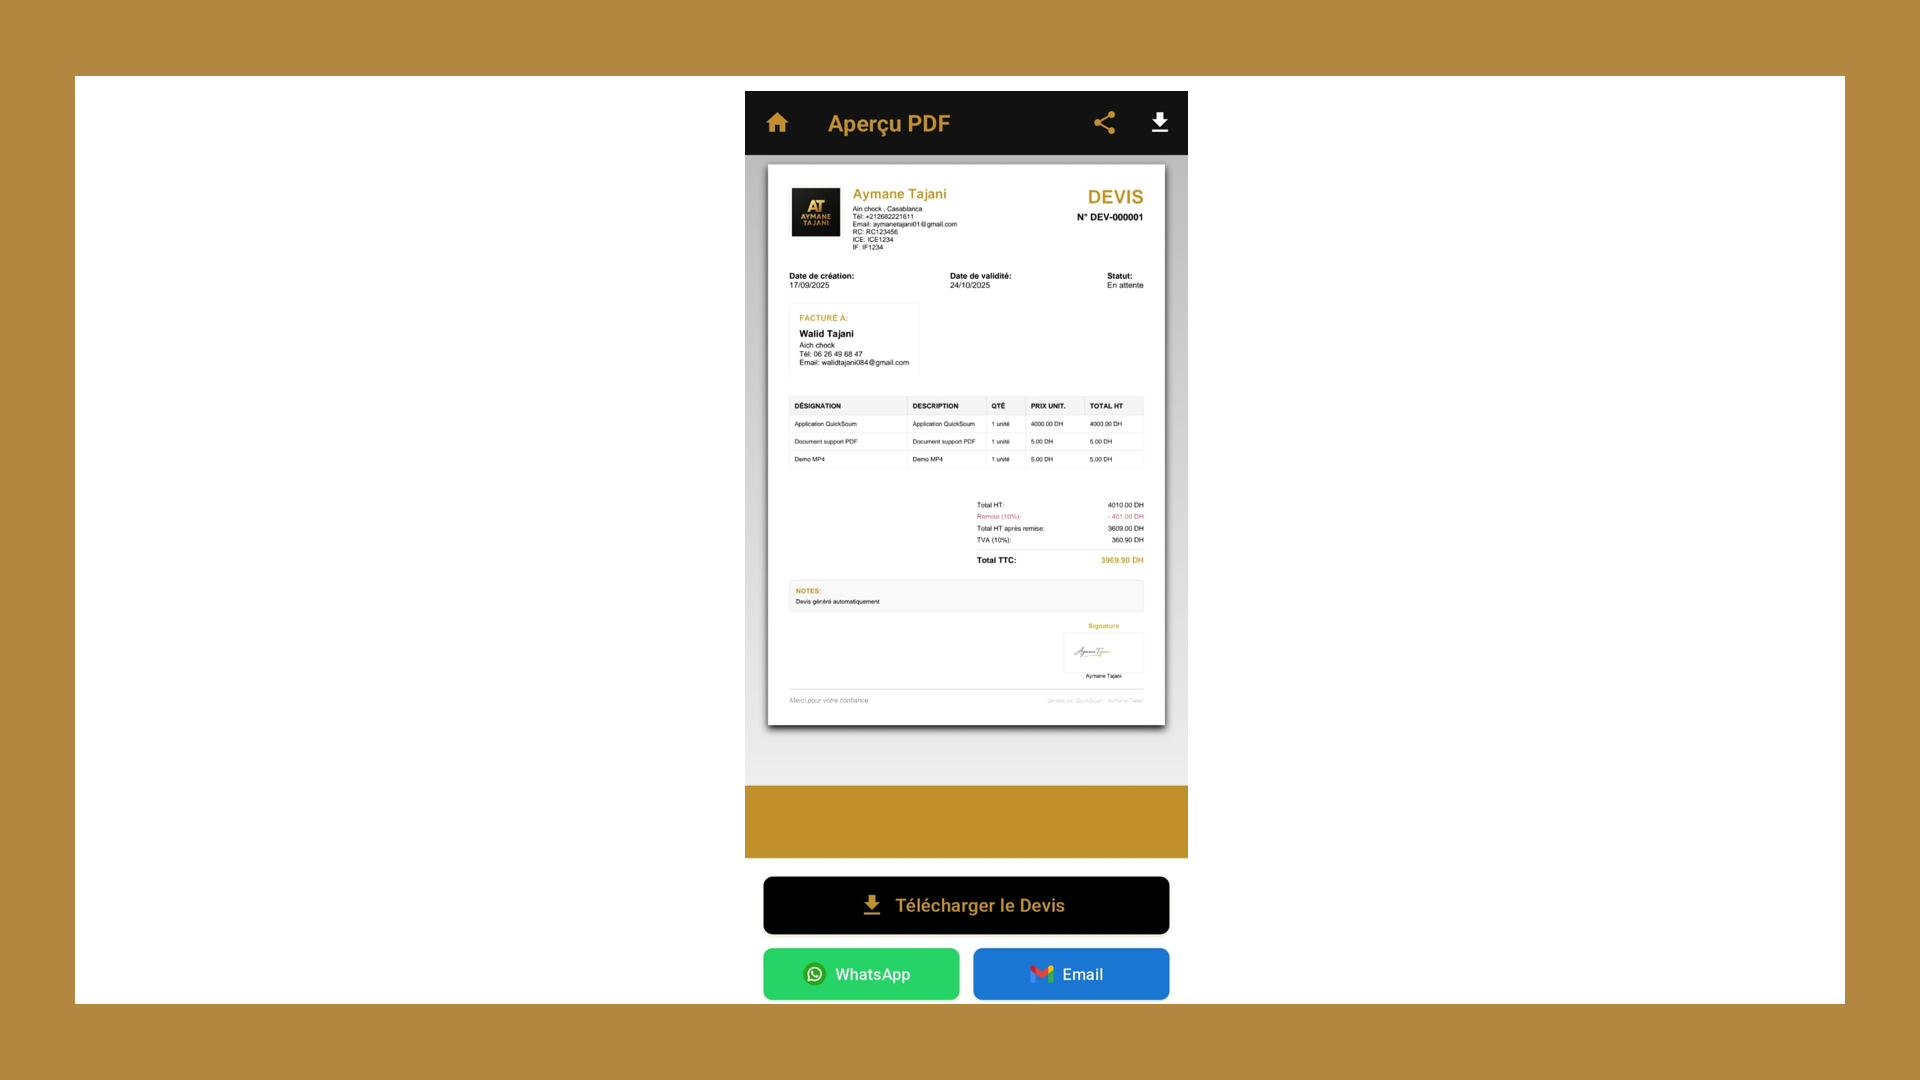 Aperçu PDF
AT
AYMANE
TAJANI
Aymane Tajani
Ain chock , Casablanca
Tél: +212682221611
Email: aymanetajani01@gmail.com
RC: RC123456
ICE: ICE1234
IF: IF1234
DEVIS
N° DEV-000001
Date de création:
17/09/2025
Date de validité:
24/10/2025
Statut:
En attente
FACTURÉ À:
Walid Tajani
Aich chock
Tél: 06 26 49 68 47
Email: walidtajani084@gmail.com
DÉSIGNATION DESCRIPTION QTÉ PRIX UNIT. TOTAL HT
Application QuickSoum Application QuickSoum 1 unité 4000.00 DH 4000.00 DH
Document support PDF Document support PDF 1 unité 5.00 DH 5.00 DH
Demo MP4 Demo MP4 1 unité 5.00 DH 5.00 DH
Total HT: 4010.00 DH
Remise (10%): - 401.00 DH
Total HT après remise: 3609.00 DH
TVA (10%): 360.90 DH
Total TTC: 3969.90 DH
NOTES:
Devis généré automatiquement
Signature
Aymane Tajani
Aymane Tajani
Merci pour votre confiance
Généré par QuickSoum - Aymane Tajani
Télécharger le Devis
WhatsApp
Email